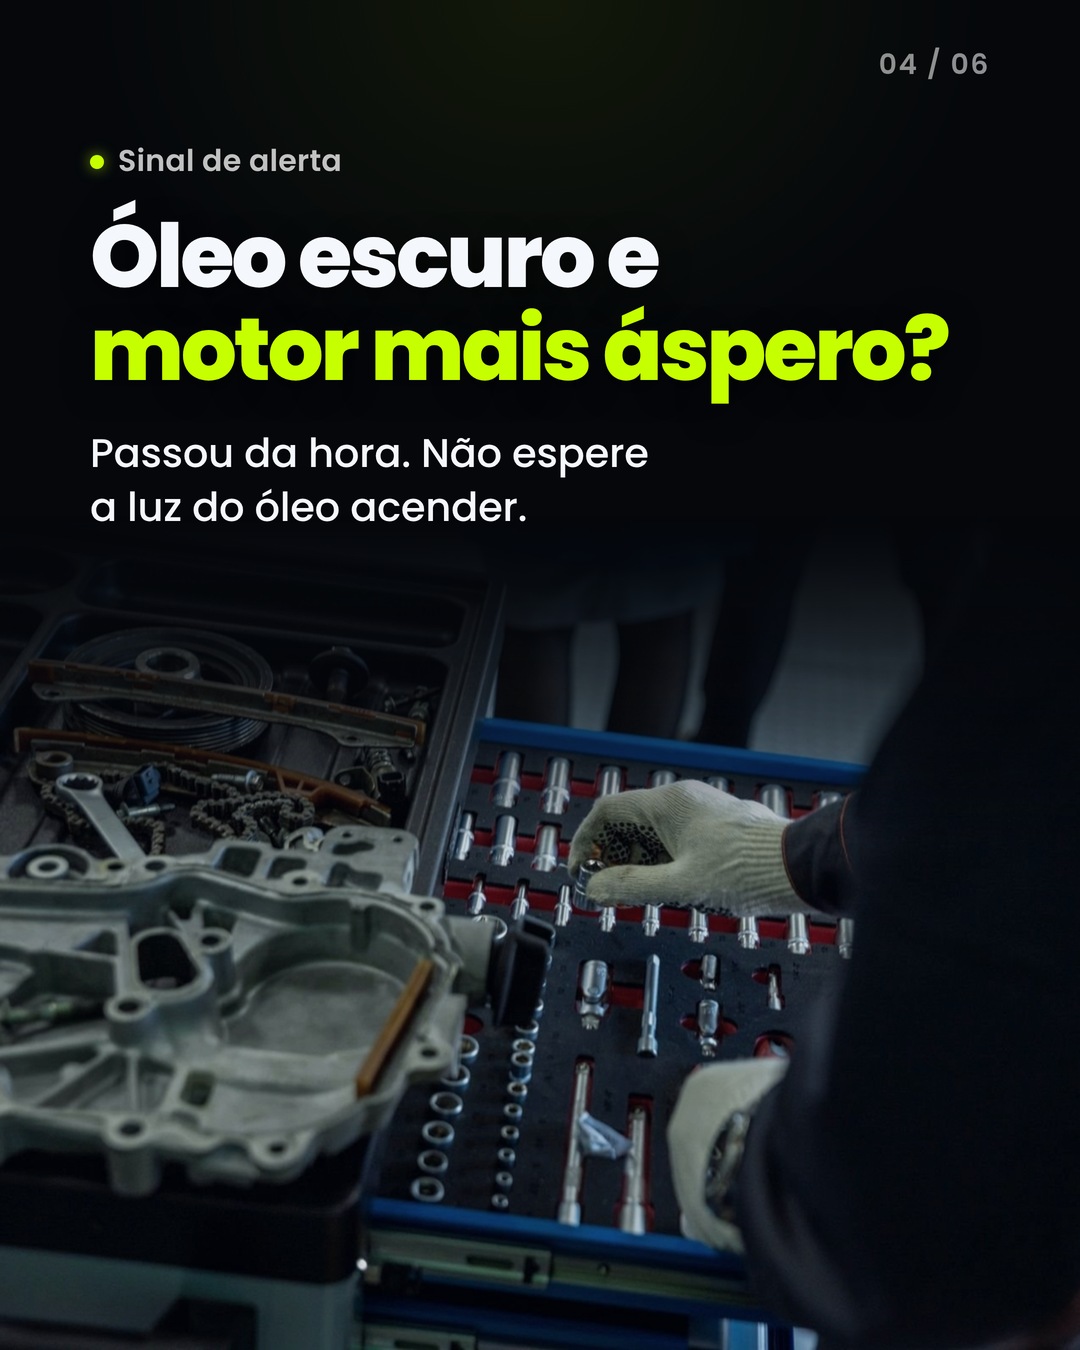 04 / 06
Sinal de alerta
Óleo escuro e
motor mais áspero?
Passou da hora. Não espere
a luz do óleo acender.